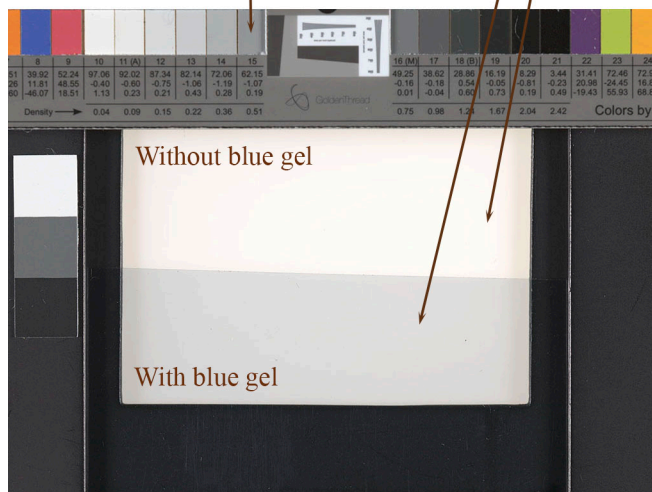 8 9 10 11 (A) 12 13 14 15 16 (M) 17 18 (B) 19 20 21 22 23 24
39.92 52.24 97.06 92.02 87.34 82.14 72.06 62.15 49.25 38.62 28.86 16.19 8.29 3.44 31.41 72.46
11.81 48.55 -0.40 -0.60 -0.75 -1.06 -1.19 -1.07 -0.16 -0.18 0.54 -0.05 -0.81 -0.23 20.98 -24.45
-46.07 18.51 1.13 0.23 0.21 0.43 0.28 0.19 0.01 -0.04 0.60 0.73 0.19 0.49 -19.43 55.93
GoldenThread
Density 0.04 0.09 0.15 0.22 0.36 0.51 0.75 0.98 1.67 2.04 2.42 Colors by
Without blue gel
With blue gel